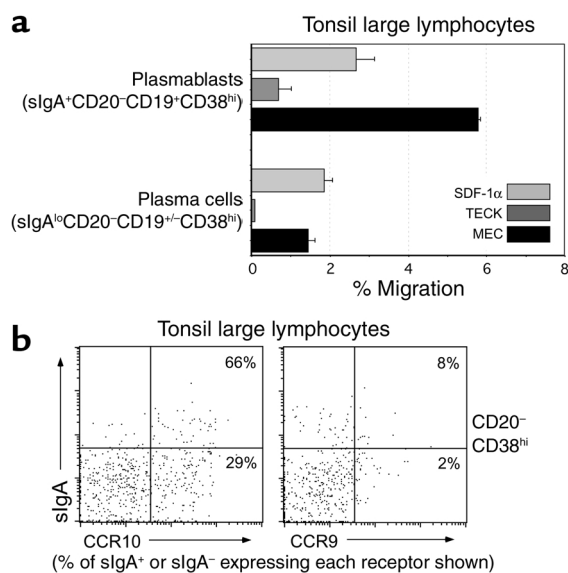 a
Tonsil large lymphocytes
Plasmablasts
(sIgA⁺CD20⁻CD19⁺CD38ʰⁱ)
Plasma cells
(sIgAˡᵒCD20⁻CD19⁺/⁻CD38ʰⁱ)
SDF-1α
TECK
MEC
0 2 4 6 8
% Migration
b
Tonsil large lymphocytes
66%
8%
CD20⁻
CD38ʰⁱ
29%
2%
sIgA
CCR10
CCR9
(% of sIgA⁺ or sIgA⁻ expressing each receptor shown)